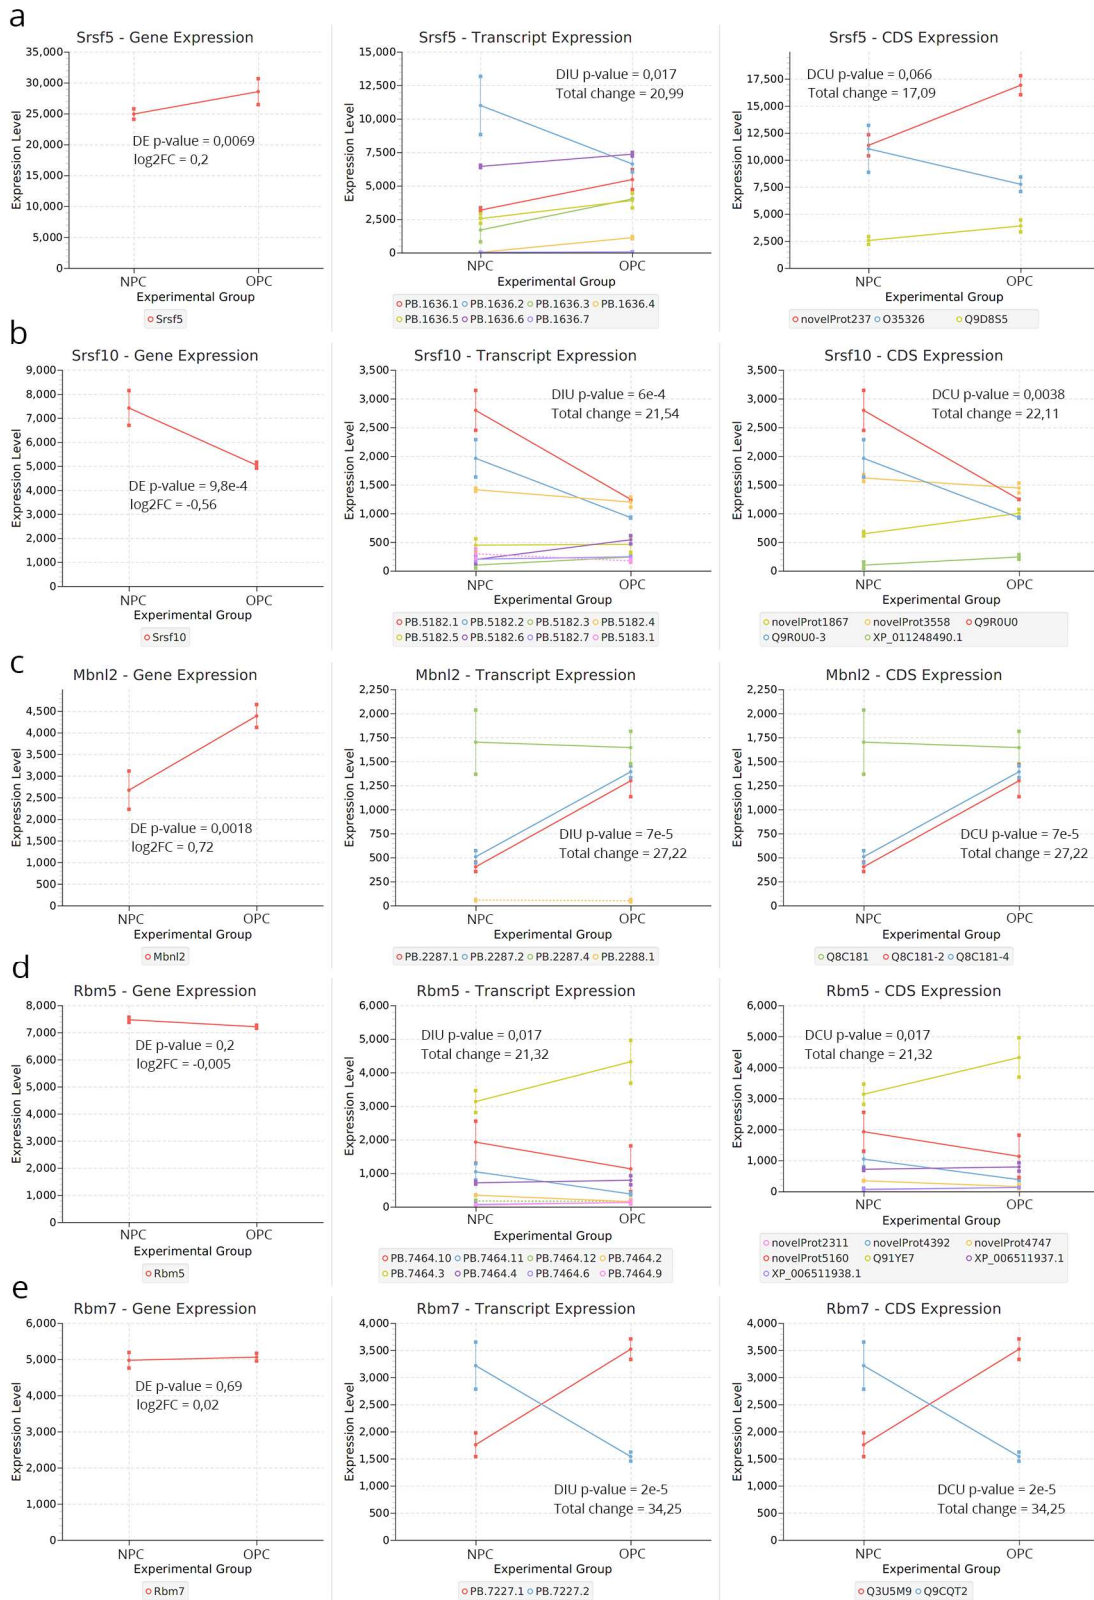 a
Srsf5 - Gene Expression
35,000
30,000
25,000
20,000
15,000
10,000
5,000
0
Expression Level
DE p-value = 0,0069
log2FC = 0,2
NPC OPC
Experimental Group
Srsf5
Srsf5 - Transcript Expression
15,000
12,500
10,000
7,500
5,000
2,500
0
Expression Level
DIU p-value = 0,017
Total change = 20,99
NPC OPC
Experimental Group
PB.1636.1 PB.1636.2 PB.1636.3 PB.1636.4
PB.1636.5 PB.1636.6 PB.1636.7
Srsf5 - CDS Expression
17,500
15,000
12,500
10,000
7,500
5,000
2,500
0
Expression Level
DCU p-value = 0,066
Total change = 17,09
NPC OPC
Experimental Group
novelProt237 O35326 Q9D8S5
b
Srsf10 - Gene Expression
9,000
8,000
7,000
6,000
5,000
4,000
3,000
2,000
1,000
0
Expression Level
DE p-value = 9,8e-4
log2FC = -0,56
NPC OPC
Experimental Group
Srsf10
Srsf10 - Transcript Expression
3,500
3,000
2,500
2,000
1,500
1,000
500
0
Expression Level
DIU p-value = 6e-4
Total change = 21,54
NPC OPC
Experimental Group
PB.5182.1 PB.5182.2 PB.5182.3 PB.5182.4
PB.5182.5 PB.5182.6 PB.5182.7 PB.5183.1
Srsf10 - CDS Expression
3,500
3,000
2,500
2,000
1,500
1,000
500
0
Expression Level
DCU p-value = 0,0038
Total change = 22,11
NPC OPC
Experimental Group
novelProt1867 novelProt3558 Q9R0U0
Q9R0U0-3 XP_011248490.1
c
Mbnl2 - Gene Expression
4,500
4,000
3,500
3,000
2,500
2,000
1,500
1,000
500
0
Expression Level
DE p-value = 0,0018
log2FC = 0,72
NPC OPC
Experimental Group
Mbnl2
Mbnl2 - Transcript Expression
2,250
2,000
1,750
1,500
1,250
1,000
750
500
250
0
Expression Level
DIU p-value = 7e-5
Total change = 27,22
NPC OPC
Experimental Group
PB.2287.1 PB.2287.2 PB.2287.4 PB.2288.1
Mbnl2 - CDS Expression
2,250
2,000
1,750
1,500
1,250
1,000
750
500
250
0
Expression Level
DCU p-value = 7e-5
Total change = 27,22
NPC OPC
Experimental Group
Q8C181 Q8C181-2 Q8C181-4
d
Rbm5 - Gene Expression
8,000
7,000
6,000
5,000
4,000
3,000
2,000
1,000
0
Expression Level
DE p-value = 0,2
log2FC = -0,005
NPC OPC
Experimental Group
Rbm5
Rbm5 - Transcript Expression
6,000
5,000
4,000
3,000
2,000
1,000
0
Expression Level
DIU p-value = 0,017
Total change = 21,32
NPC OPC
Experimental Group
PB.7464.10 PB.7464.11 PB.7464.12 PB.7464.2
PB.7464.3 PB.7464.4 PB.7464.6 PB.7464.9
Rbm5 - CDS Expression
6,000
5,000
4,000
3,000
2,000
1,000
0
Expression Level
DCU p-value = 0,017
Total change = 21,32
NPC OPC
Experimental Group
novelProt2311 novelProt4392 novelProt4747
novelProt5160 Q91YE7 XP_006511937.1
XP_006511938.1
e
Rbm7 - Gene Expression
6,000
5,000
4,000
3,000
2,000
1,000
0
Expression Level
DE p-value = 0,69
log2FC = 0,02
NPC OPC
Experimental Group
Rbm7
Rbm7 - Transcript Expression
4,000
3,500
3,000
2,500
2,000
1,500
1,000
500
0
Expression Level
DIU p-value = 2e-5
Total change = 34,25
NPC OPC
Experimental Group
PB.7227.1 PB.7227.2
Rbm7 - CDS Expression
4,000
3,500
3,000
2,500
2,000
1,500
1,000
500
0
Expression Level
DCU p-value = 2e-5
Total change = 34,25
NPC OPC
Experimental Group
Q3U5M9 Q9CQT2